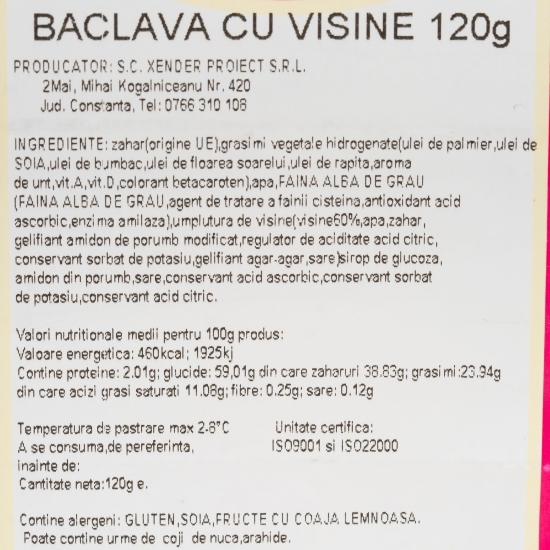 BACLAVA CU VISINE 120g
PRODUCATOR: S.C. XENDER PROIECT S.R.L.
2Mai, Mihai Kogalniceanu Nr. 420
Jud. Constanta, Tel: 0766 310 108
INGREDIENTE: zahar(origine UE),grasimi vegetale hidrogenate(ulei de palmier,ulei de
SOIA,ulei de bumbac,ulei de floarea soarelui,ulei de rapita,aroma
de unt,vit.A,vit.D,colorant betacaroten),apa,FAINA ALBA DE GRAU
(FAINA ALBA DE GRAU,agent de tratare a fainii cisteina,antioxidant acid
ascorbic,enzima amilaza),umplutura de visine(visine60%,apa,zahar,
gelifiant amidon de porumb modificat,regulator de aciditate acid citric,
conservant sorbat de potasiu,gelifiant agar-agar,sare)sirop de glucoza,
amidon din porumb,sare,conservant acid ascorbic,conservant sorbat
de potasiu,conservant acid citric.
Valori nutritionale medii pentru 100g produs:
Valoare energetica: 460kcal; 1925kj
Contine proteine: 2.01g; glucide: 59,01g din care zaharuri 38.83g; grasimi:23.94g
din care acizi grasi saturati 11.08g; fibre: 0.25g; sare: 0.12g
Temperatura de pastrare max 2-8°C
A se consuma,de pereferinta,
inainte de:
Cantitate neta:120g e.
Unitate certifica:
ISO9001 si ISO22000
Contine alergeni: GLUTEN,SOIA,FRUCTE CU COAJA LEMNOASA.
Poate contine urme de coji de nuca,arahide.